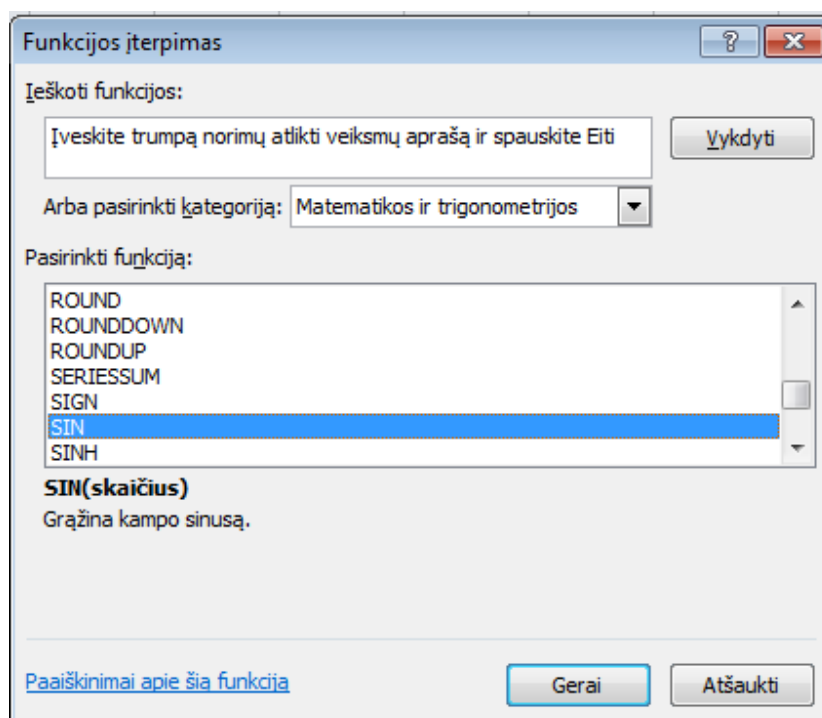 Funkcijos įterpimas
Ieškoti funkcijos:
Įveskite trumpą norimų atlikti veiksmų aprašą ir spauskite Eiti
Vykdyti
Arba pasirinkti kategoriją: Matematikos ir trigonometrijos
Pasirinkti funkciją:
ROUND
ROUNDDOWN
ROUNDUP
SERIESSUM
SIGN
SIN
SINH
SIN(skaičius)
Grąžina kampo sinusą.
Paaiškinimai apie šią funkciją
Gerai
Atšaukti